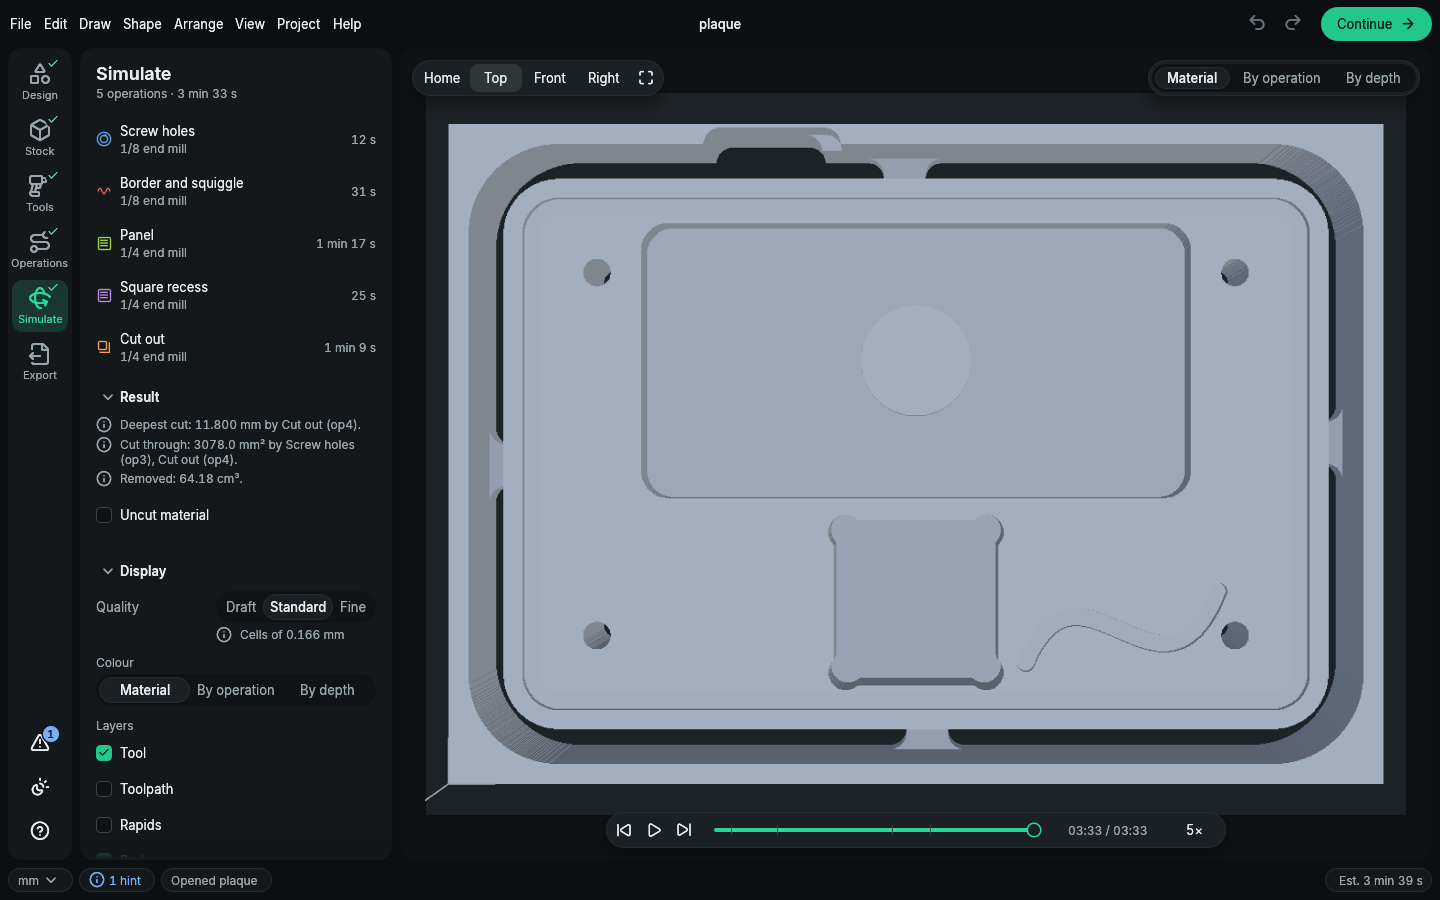 File Edit Draw Shape Arrange View Project Help
plaque
Continue
Design
Stock
Tools
Operations
Simulate
Export
Simulate
5 operations · 3 min 33 s
Screw holes
1/8 end mill
12 s
Border and squiggle
1/8 end mill
31 s
Panel
1/4 end mill
1 min 17 s
Square recess
1/4 end mill
25 s
Cut out
1/4 end mill
1 min 9 s
Result
Deepest cut: 11.800 mm by Cut out (op4).
Cut through: 3078.0 mm² by Screw holes
(op3), Cut out (op4).
Removed: 64.18 cm³.
Uncut material
Display
Quality
Draft Standard Fine
Cells of 0.166 mm
Colour
Material By operation By depth
Layers
Tool
Toolpath
Rapids
Home Top Front Right
Material By operation By depth
03:33 / 03:33
5×
1
mm
1 hint
Opened plaque
Est. 3 min 39 s